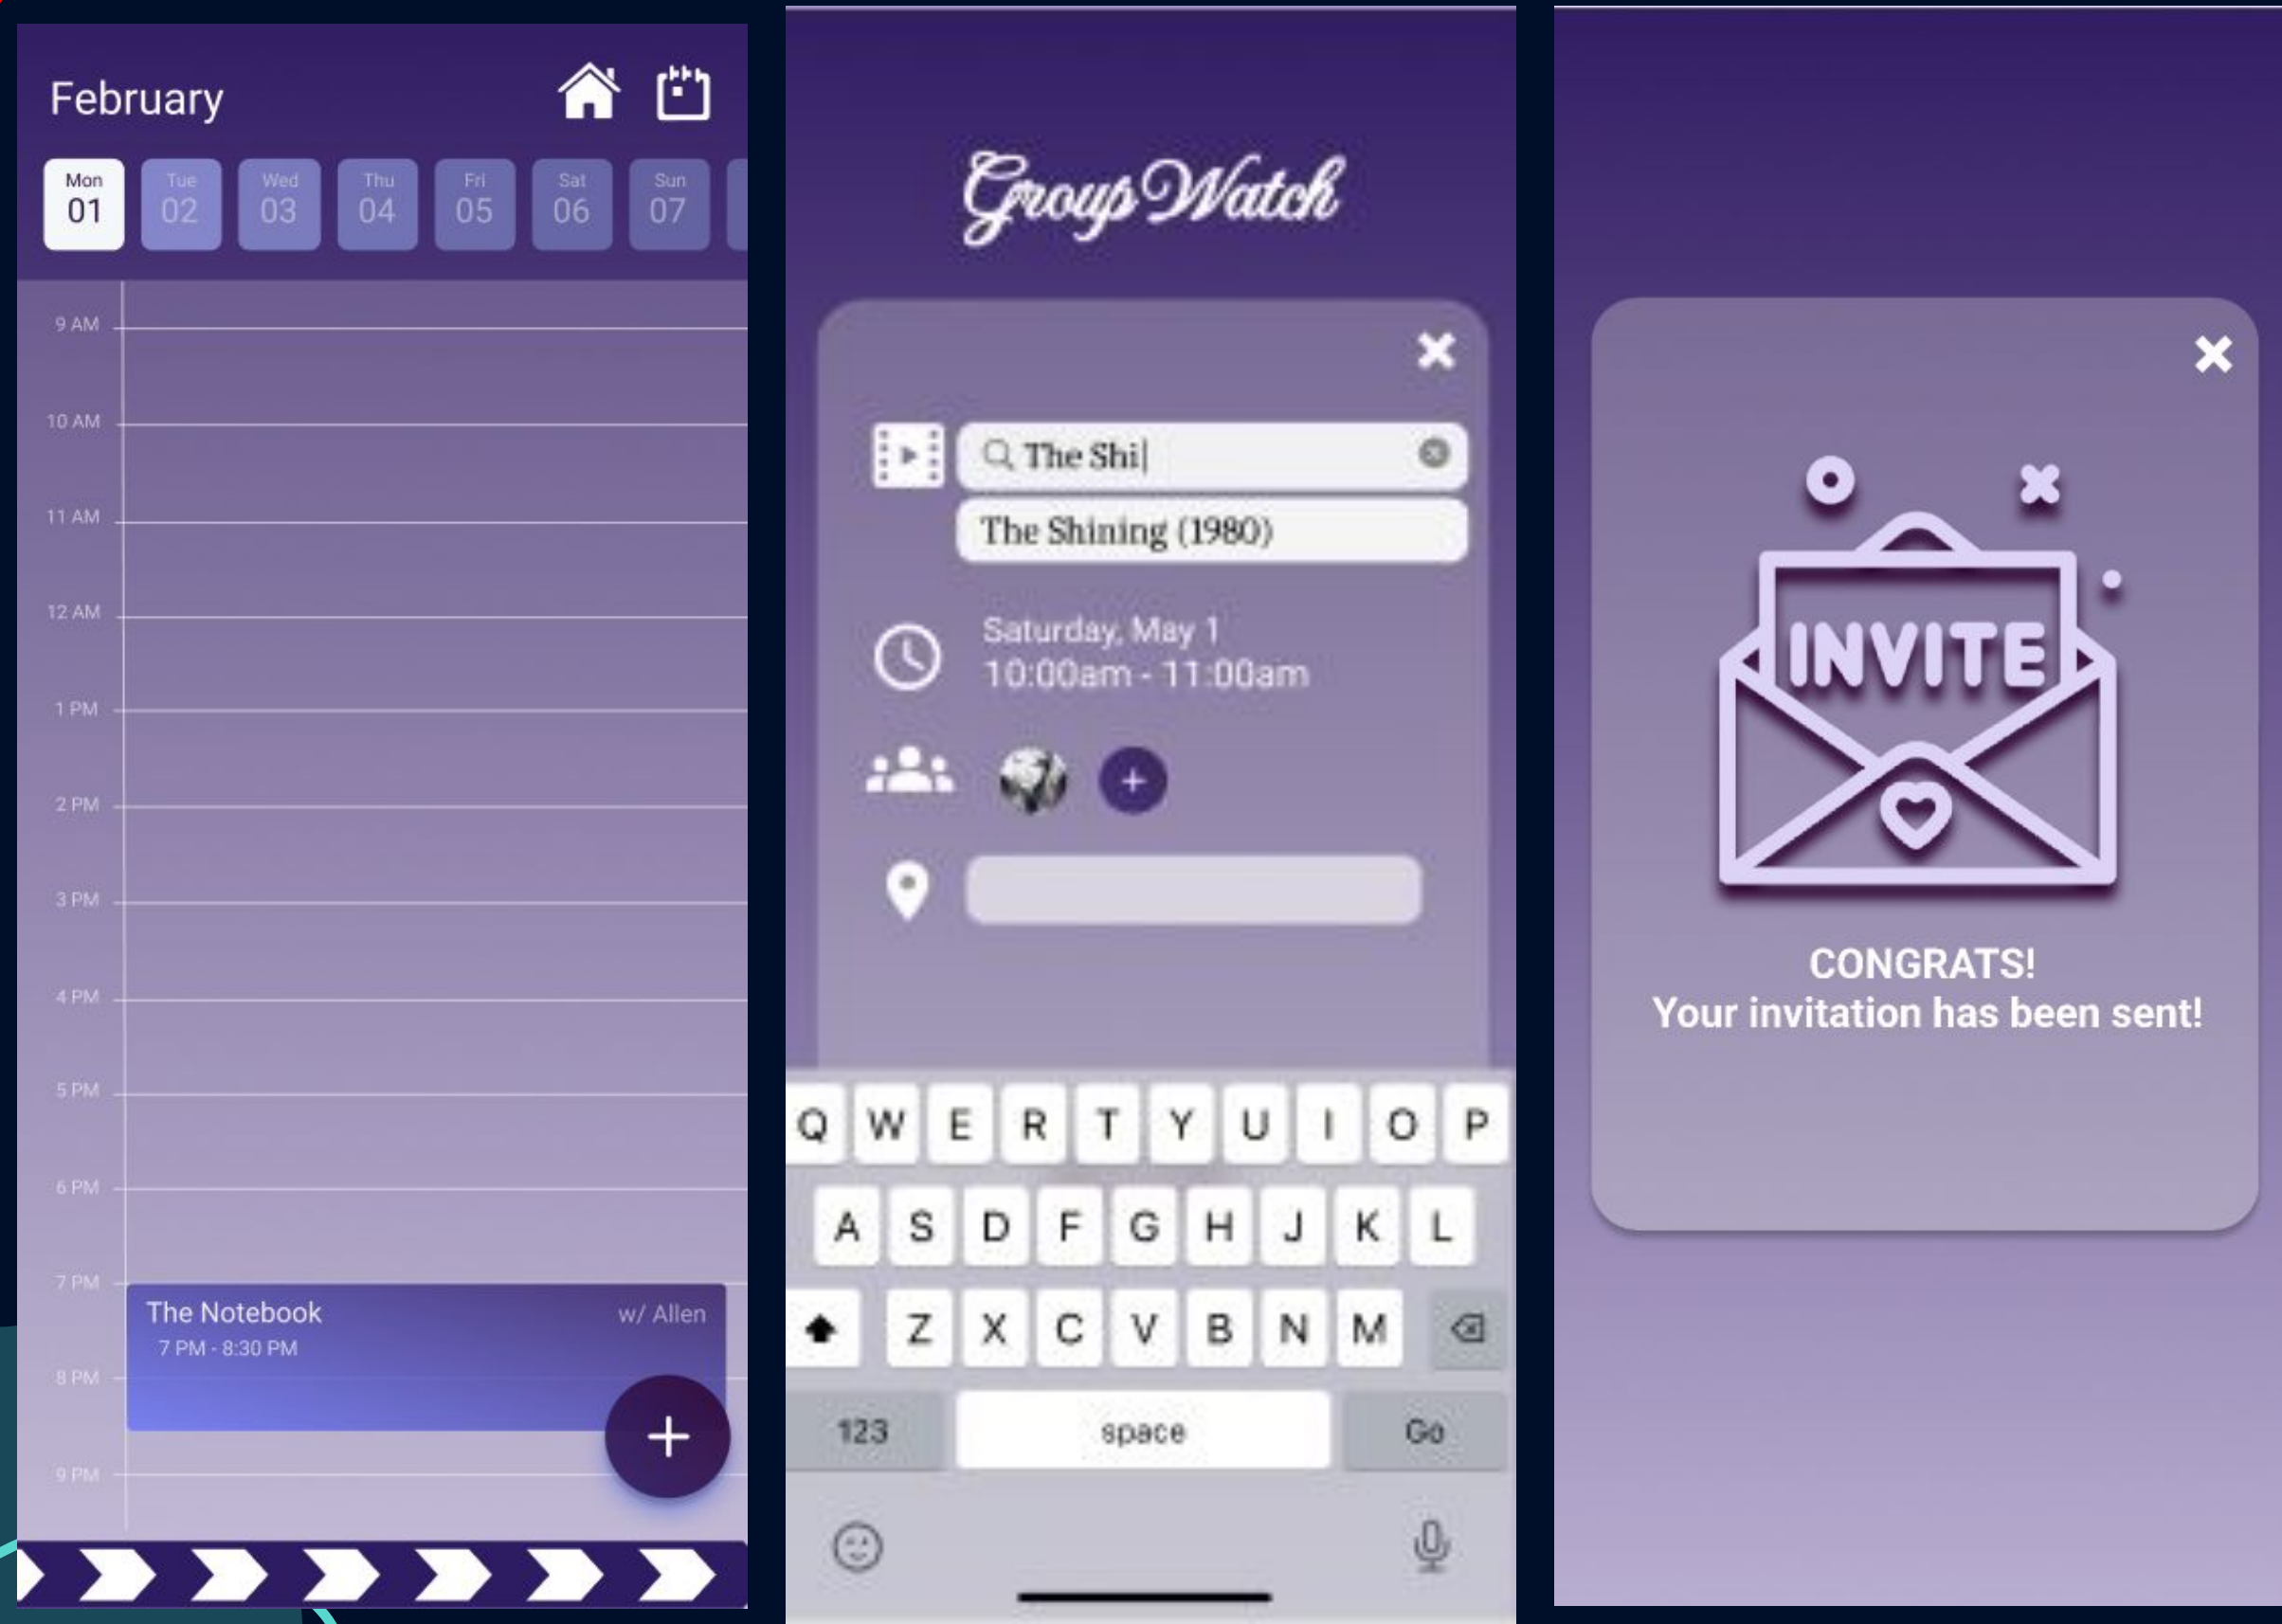 February
Mon Tue Wed Thu Fri Sat Sun
01 02 03 04 05 06 07
9 AM
10 AM
11 AM
12 AM
1 PM
2 PM
3 PM
4 PM
5 PM
6 PM
7 PM
The Notebook w/ Allen
7 PM - 8:30 PM
8 PM
9 PM
Group Watch
The Shi
The Shining (1980)
Saturday, May 1
10:00am - 11:00am
Q W E R T Y U I O P
A S D F G H J K L
Z X C V B N M
123 space Go
INVITE
CONGRATS!
Your invitation has been sent!